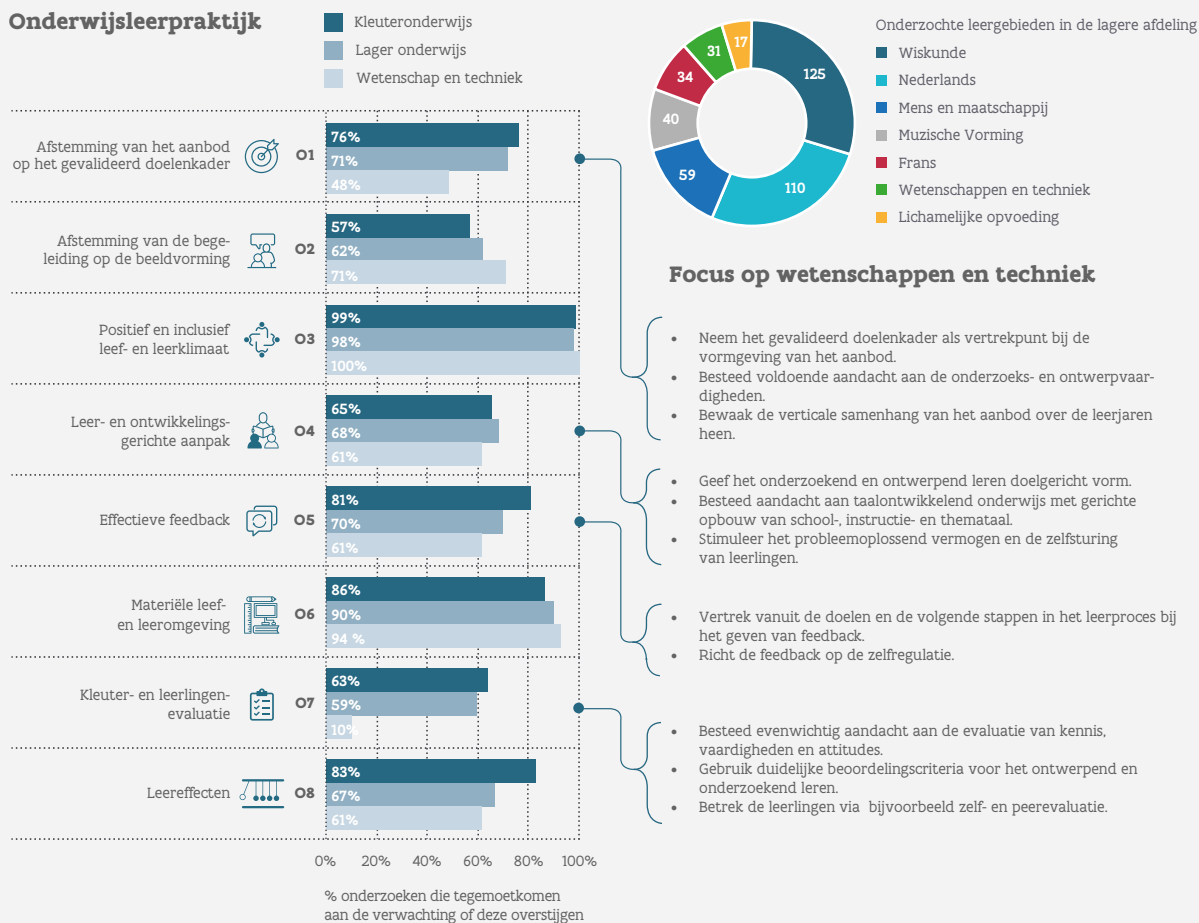 Onderwijsleerpraktijk
Kleuteronderwijs
Lager onderwijs
Wetenschap en techniek
Afstemming van het aanbod
op het gevalideerd doelenkader
O1
76%
71%
48%
Afstemming van de bege-
leiding op de beeldvorming
O2
57%
62%
71%
Positief en inclusief
leef- en leerklimaat
O3
99%
98%
100%
Leer- en ontwikkelings-
gerichte aanpak
O4
65%
68%
61%
Effectieve feedback
O5
81%
70%
61%
Materiële leef-
en leeromgeving
O6
86%
90%
94 %
Kleuter- en leerlingen-
evaluatie
O7
63%
59%
10%
Leereffecten
O8
83%
67%
61%
0% 20% 40% 60% 80% 100%
% onderzoeken die tegemoetkomen
aan de verwachting of deze overstijgen
125
110
59
40
34
31
17
Onderzochte leergebieden in de lagere afdeling
Wiskunde
Nederlands
Mens en maatschappij
Muzische Vorming
Frans
Wetenschappen en techniek
Lichamelijke opvoeding
Focus op wetenschappen en techniek
• Neem het gevalideerd doelenkader als vertrekpunt bij de
vormgeving van het aanbod.
• Besteed voldoende aandacht aan de onderzoeks- en ontwerpvaar-
digheden.
• Bewaak de verticale samenhang van het aanbod over de leerjaren
heen.
• Geef het onderzoekend en ontwerpend leren doelgericht vorm.
• Besteed aandacht aan taalontwikkelend onderwijs met gerichte
opbouw van school-, instructie- en themataal.
• Stimuleer het probleemoplossend vermogen en de zelfsturing
van leerlingen.
• Vertrek vanuit de doelen en de volgende stappen in het leerproces bij
het geven van feedback.
• Richt de feedback op de zelfregulatie.
• Besteed evenwichtig aandacht aan de evaluatie van kennis,
vaardigheden en attitudes.
• Gebruik duidelijke beoordelingscriteria voor het ontwerpend en
onderzoekend leren.
• Betrek de leerlingen via bijvoorbeeld zelf- en peerevaluatie.